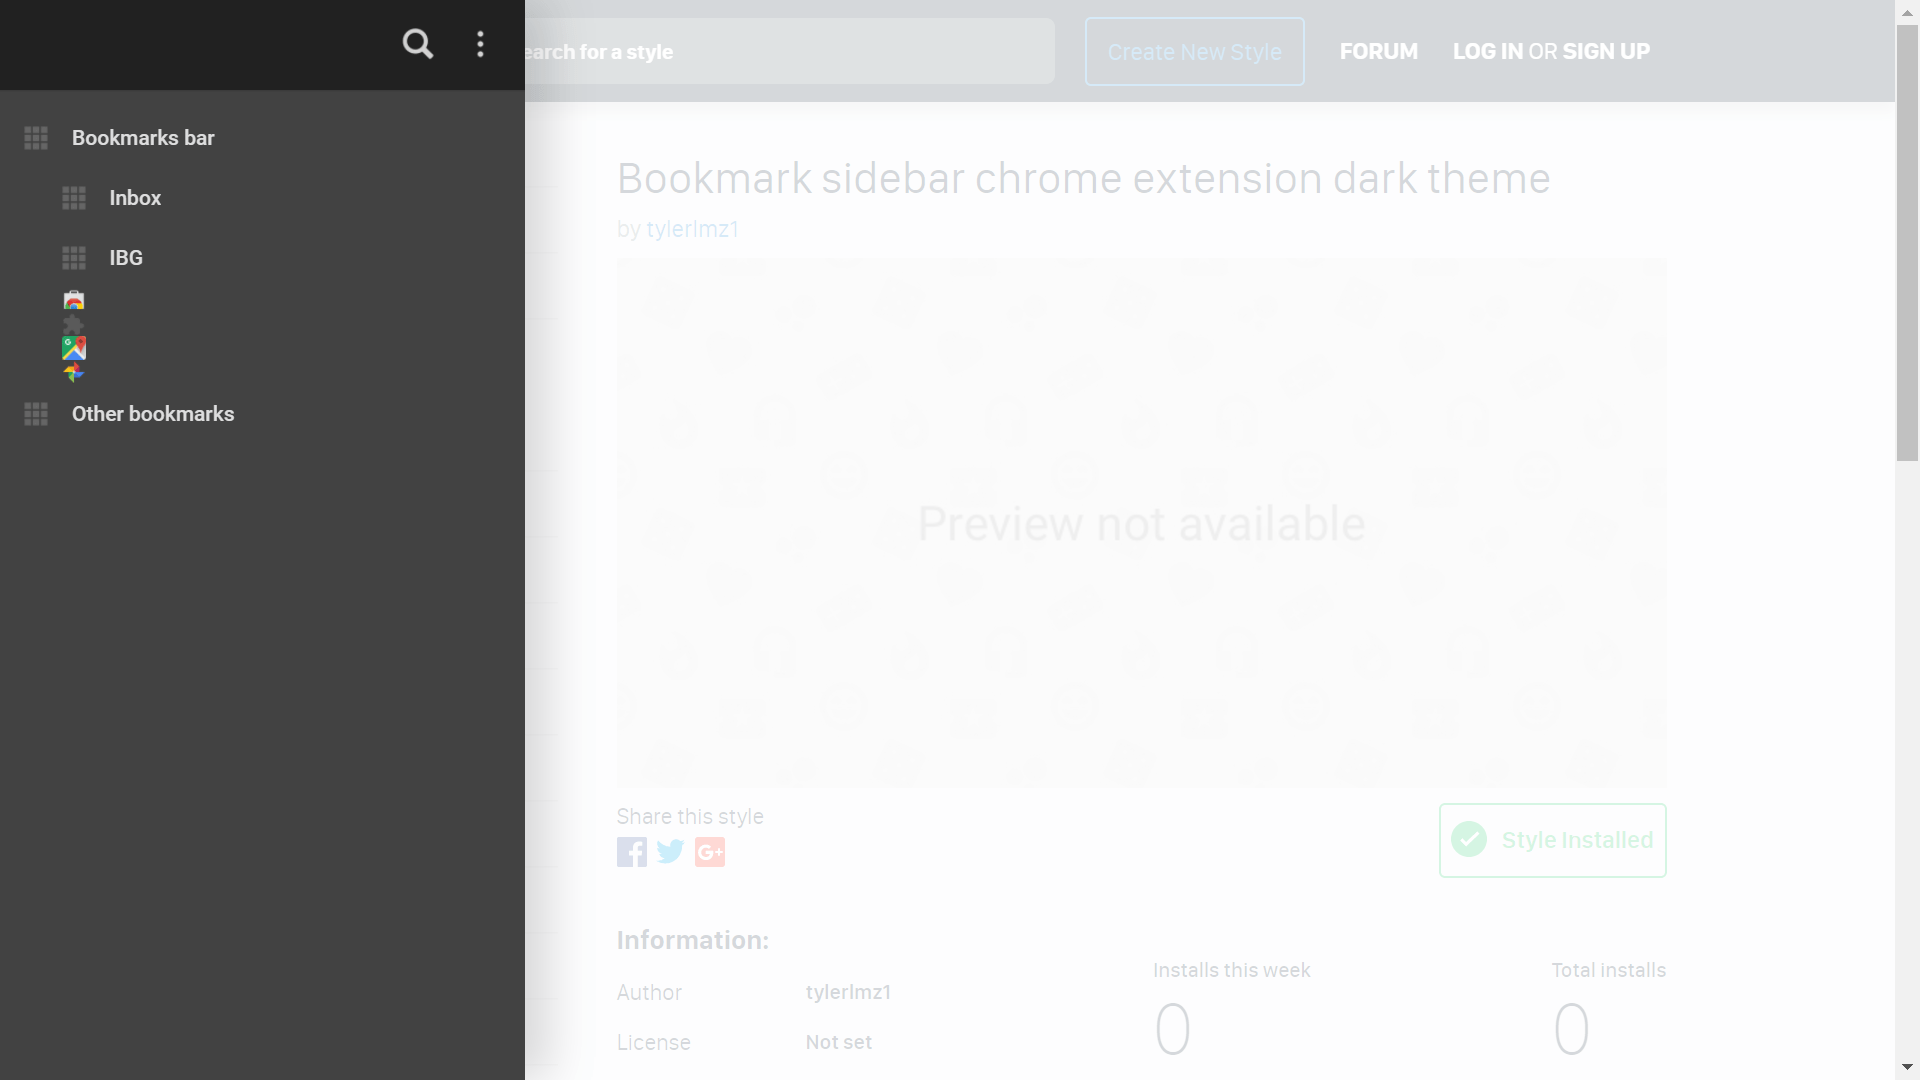 Bookmarks bar
Inbox
IBG
Other bookmarks
earch for a style
Create New Style
FORUM
LOG IN OR SIGN UP
Bookmark sidebar chrome extension dark theme
by tylerlmz1
Preview not available
Share this style
Style Installed
Information:
Author tylerlmz1
License Not set
Installs this week
0
Total installs
0